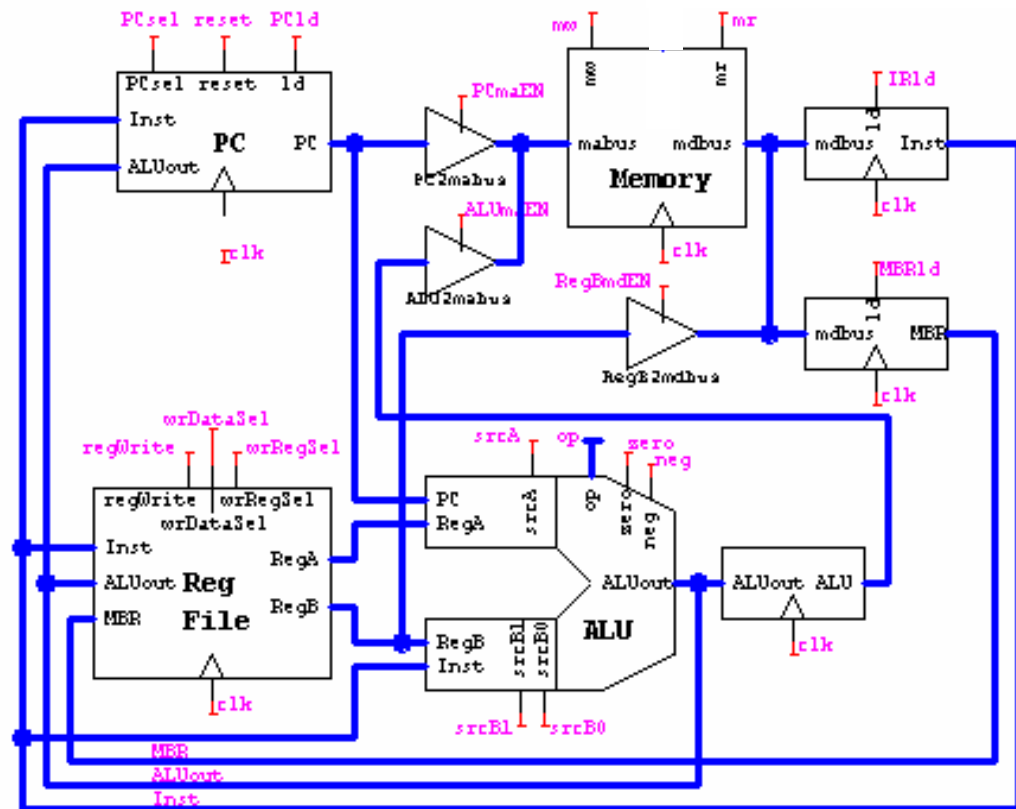 PCsel reset PCld
mw
mr
PCsel reset ld
Inst
PC
PC
ALUout
clk
PCmaEN
PC2mabus
ALUmaEN
ALU2mabus
mw
mr
mabus
mdbus
Memory
clk
IRld
ld
mdbus
Inst
clk
RegBmdEN
RegB2mdbus
MBRld
ld
mdbus
MBR
clk
wrDataSel
regWrite
wrRegSel
regWrite wrRegSel
wrDataSel
Inst
RegA
ALUout
Reg
RegB
MBR
File
clk
srcA
op
zero
neg
PC
RegA
srcA
op
zero
neg
ALUout
ALU
RegB
Inst
srcB1
srcB0
srcB1
srcB0
ALUout ALU
clk
MBR
ALUout
Inst